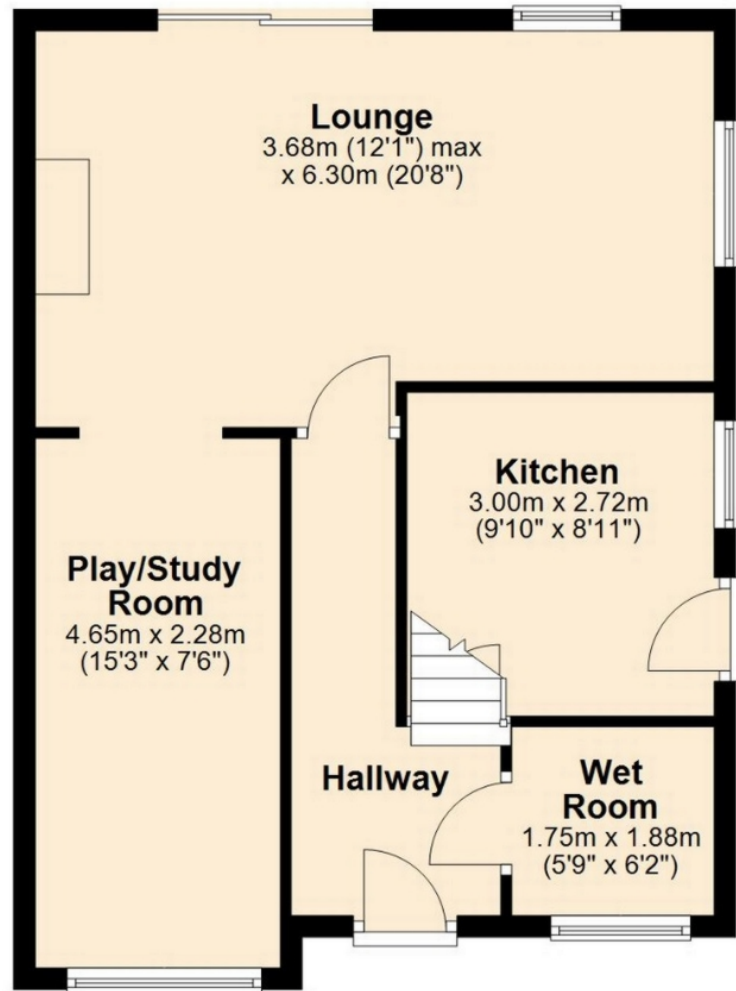 Lounge
3.68m (12'1") max
x 6.30m (20'8")
Kitchen
3.00m x 2.72m
(9'10" x 8'11")
Play/Study
Room
4.65m x 2.28m
(15'3" x 7'6")
Hallway
Wet
Room
1.75m x 1.88m
(5'9" x 6'2")